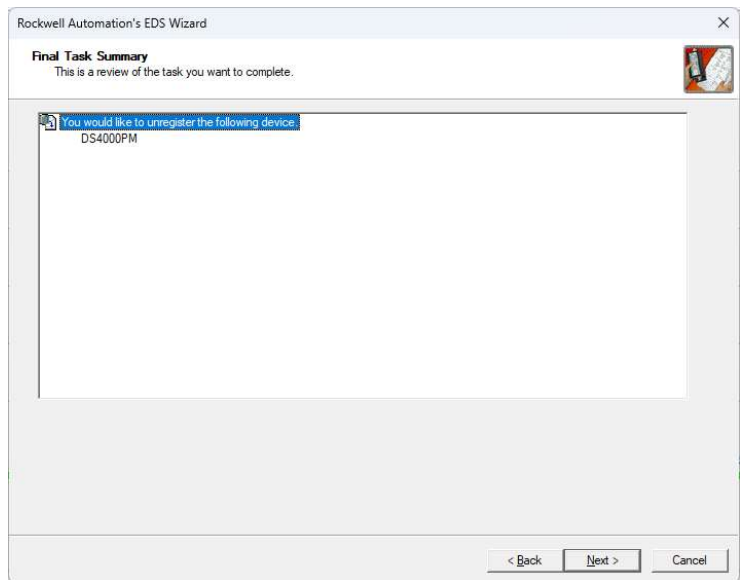 Rockwell Automation's EDS Wizard
Final Task Summary
This is a review of the task you want to complete.
You would like to unregister the following device.
DS4000PM
< Back
Next >
Cancel